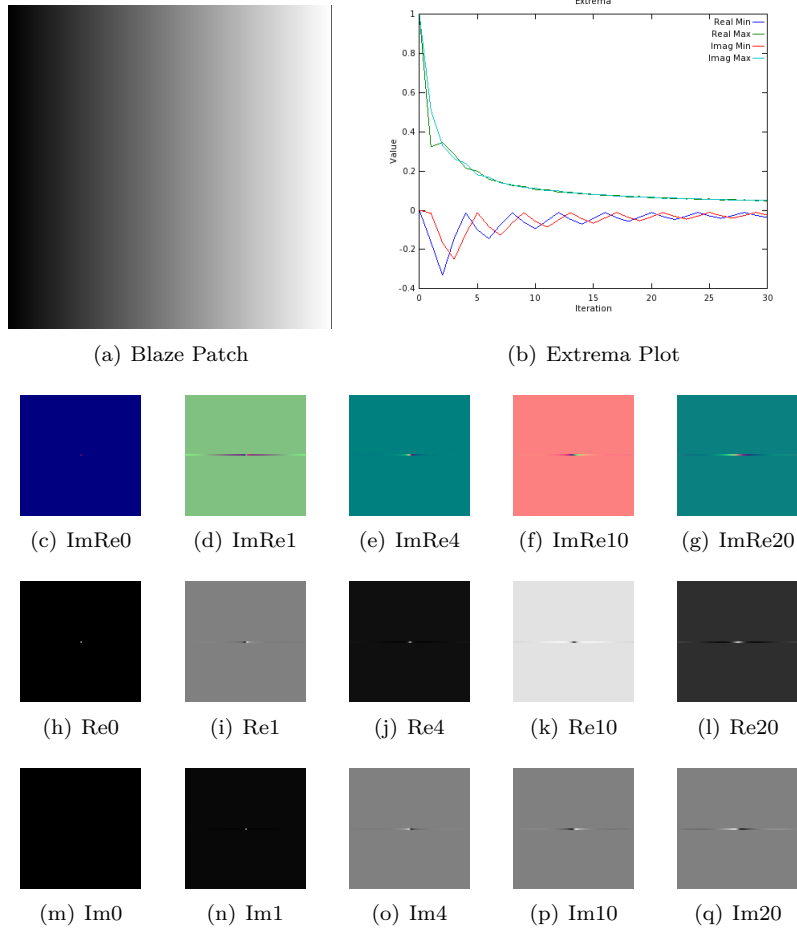 Extrema
Real Min
Real Max
Imag Min
Imag Max
1
0.8
0.6
0.4
0.2
0
-0.2
-0.4
Value
0 5 10 15 20 25 30
Iteration
(a) Blaze Patch
(b) Extrema Plot
(c) ImRe0 (d) ImRe1 (e) ImRe4 (f) ImRe10 (g) ImRe20
(h) Re0 (i) Re1 (j) Re4 (k) Re10 (l) Re20
(m) Im0 (n) Im1 (o) Im4 (p) Im10 (q) Im20